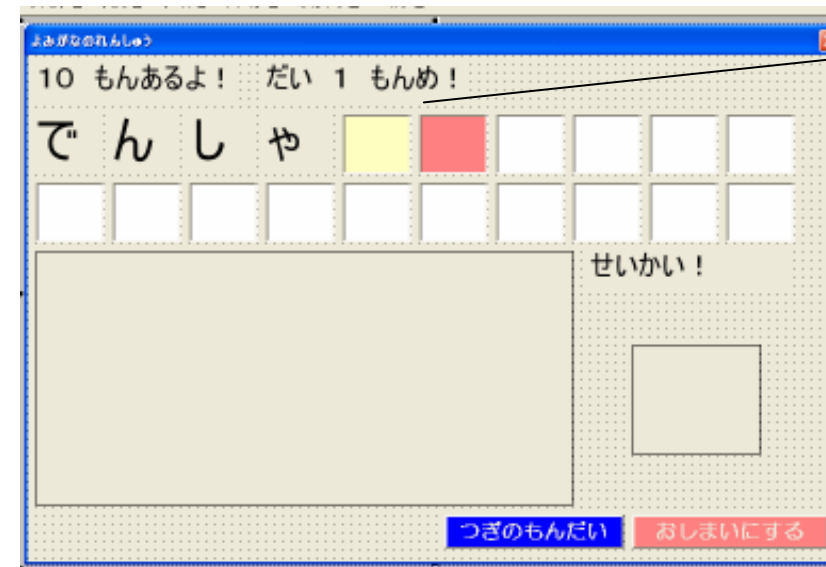 よみがなのれんしゅう
10 もんあるよ! だい 1 もんめ!
で ん し ゃ
せいかい!
つぎのもんだい おしまいにする